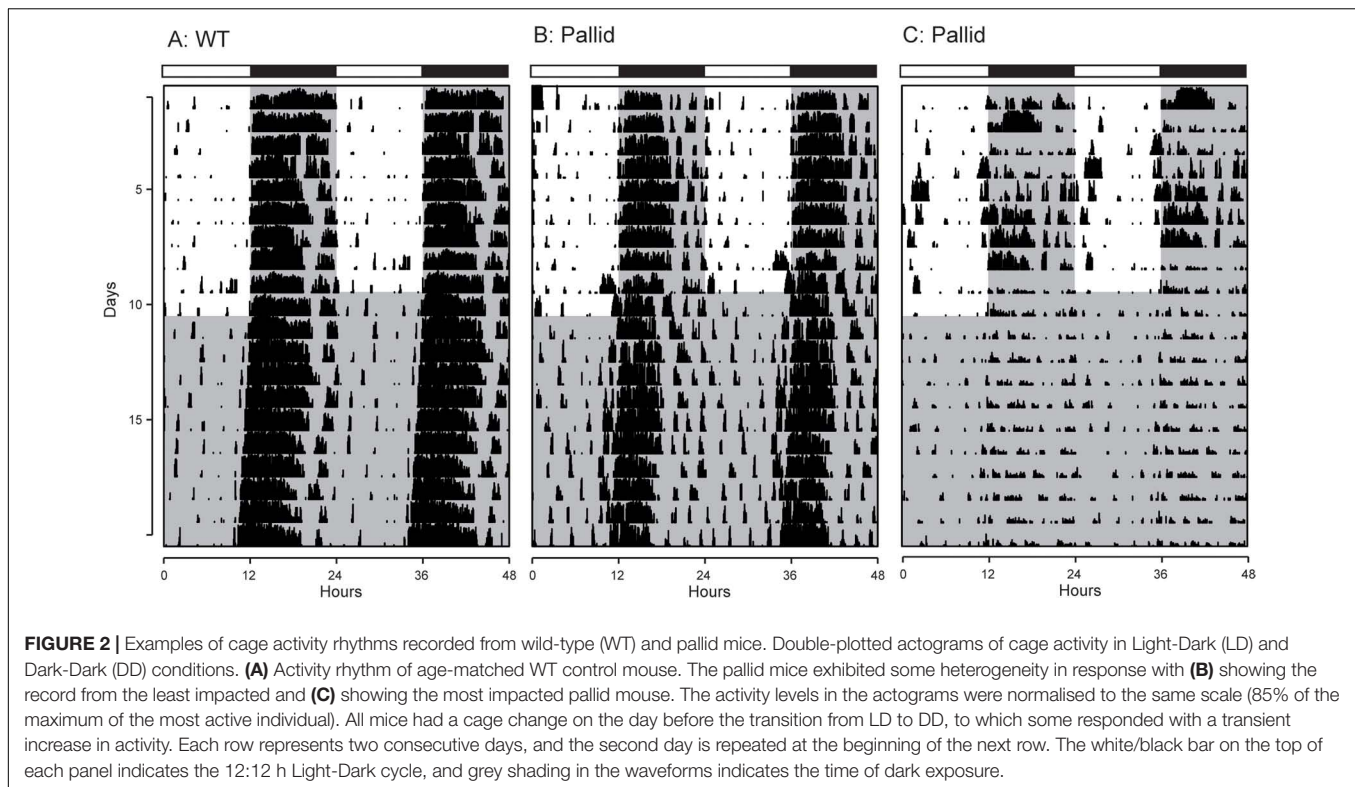 A: WT
B: Pallid
C: Pallid
Days
5
10
15
0 12 24 36 48
Hours
0 12 24 36 48
Hours
0 12 24 36 48
Hours
FIGURE 2 | Examples of cage activity rhythms recorded from wild-type (WT) and pallid mice. Double-plotted actograms of cage activity in Light-Dark (LD) and
Dark-Dark (DD) conditions. (A) Activity rhythm of age-matched WT control mouse. The pallid mice exhibited some heterogeneity in response with (B) showing the
record from the least impacted and (C) showing the most impacted pallid mouse. The activity levels in the actograms were normalised to the same scale (85% of the
maximum of the most active individual). All mice had a cage change on the day before the transition from LD to DD, to which some responded with a transient
increase in activity. Each row represents two consecutive days, and the second day is repeated at the beginning of the next row. The white/black bar on the top of
each panel indicates the 12:12 h Light-Dark cycle, and grey shading in the waveforms indicates the time of dark exposure.